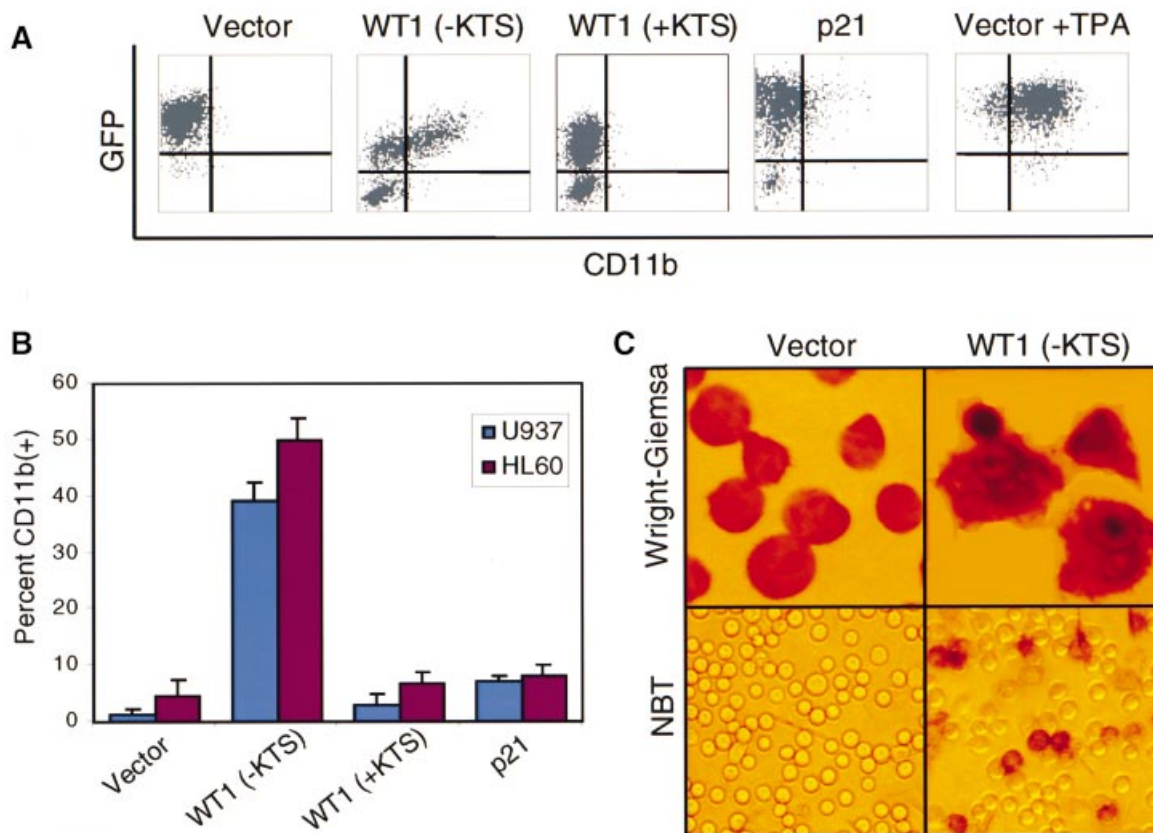 A
Vector
WT1 (-KTS)
WT1 (+KTS)
p21
Vector +TPA
GFP
CD11b
B
60
50
40
30
20
10
0
Percent CD11b(+)
U937
HL60
Vector
WT1 (-KTS)
WT1 (+KTS)
p21
C
Vector
WT1 (-KTS)
Wright-Giemsa
NBT